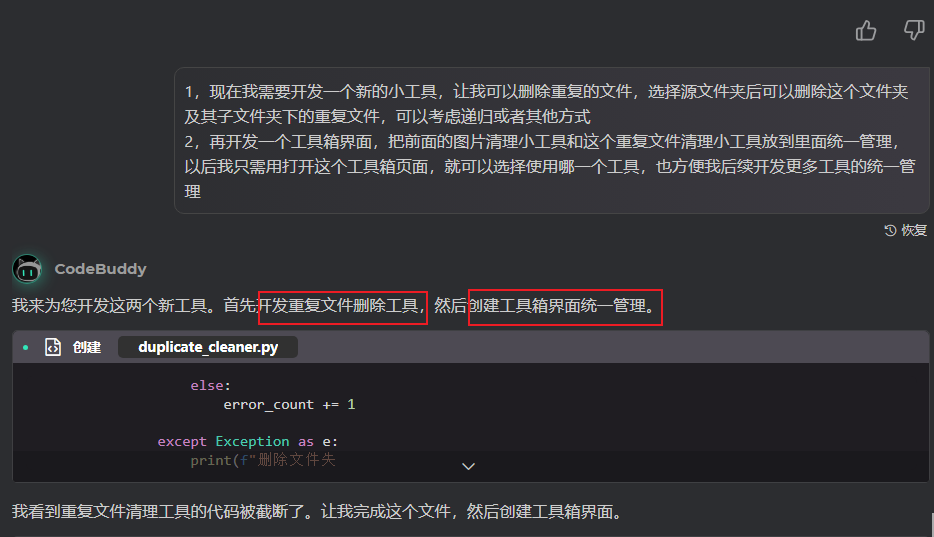 1，现在我需要开发一个新的小工具，让我可以删除重复的文件，选择源文件夹后可以删除这个文件夹
及其子文件夹下的重复文件，可以考虑递归或者其他方式
2，再开发一个工具箱界面，把前面的图片清理小工具和这个重复文件清理小工具放到里面统一管理，
以后我只需用打开这个工具箱页面，就可以选择使用哪一个工具，也方便我后续开发更多工具的统一管
理
恢复
CodeBuddy
我来为您开发这两个新工具。首先开发重复文件删除工具，然后创建工具箱界面统一管理。
创建 duplicate_cleaner.py
else:
error_count += 1
except Exception as e:
print(f"删除文件失
我看到重复文件清理工具的代码被截断了。让我完成这个文件，然后创建工具箱界面。